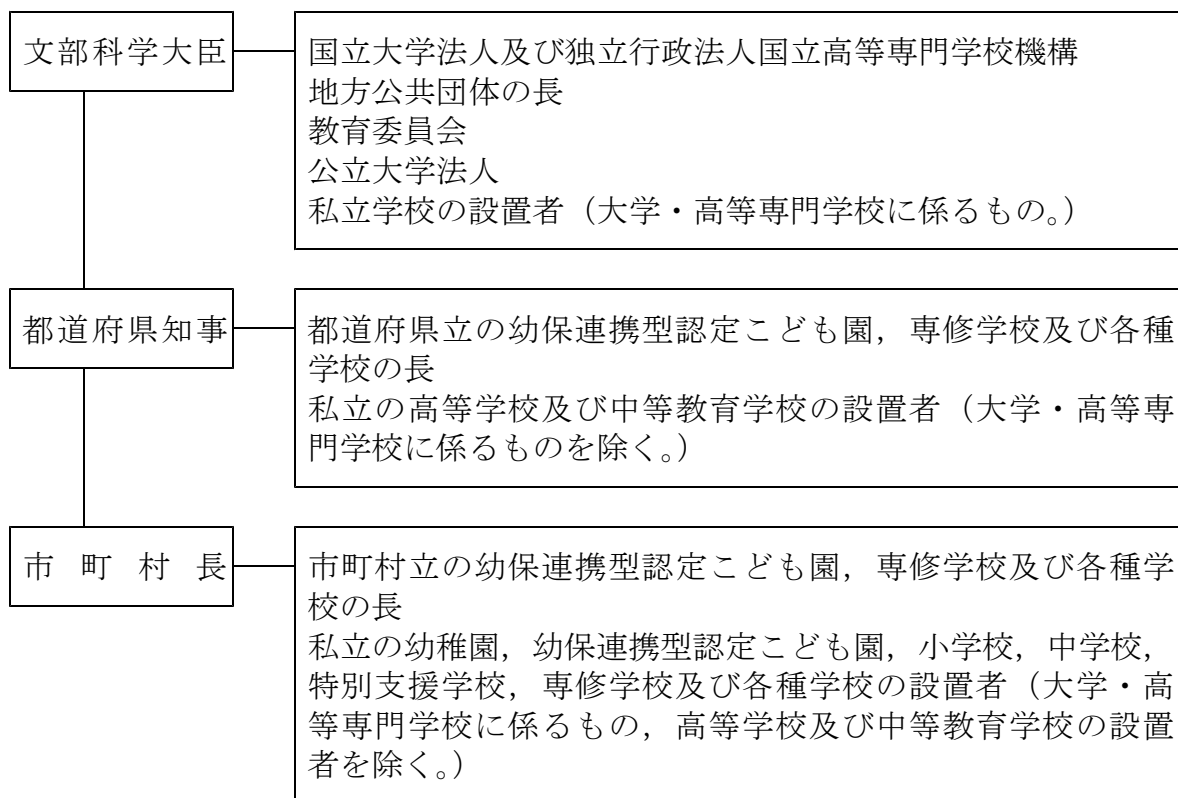 文部科学大臣
国立大学法人及び独立行政法人国立高等専門学校機構
地方公共団体の長
教育委員会
公立大学法人
私立学校の設置者（大学・高等専門学校に係るもの。）
都道府県知事
都道府県立の幼保連携型認定こども園，専修学校及び各種
学校の長
私立の高等学校及び中等教育学校の設置者（大学・高等専
門学校に係るものを除く。）
市町村長
市町村立の幼保連携型認定こども園，専修学校及び各種学
校の長
私立の幼稚園，幼保連携型認定こども園，小学校，中学校，
特別支援学校，専修学校及び各種学校の設置者（大学・高
等専門学校に係るもの，高等学校及び中等教育学校の設置
者を除く。）